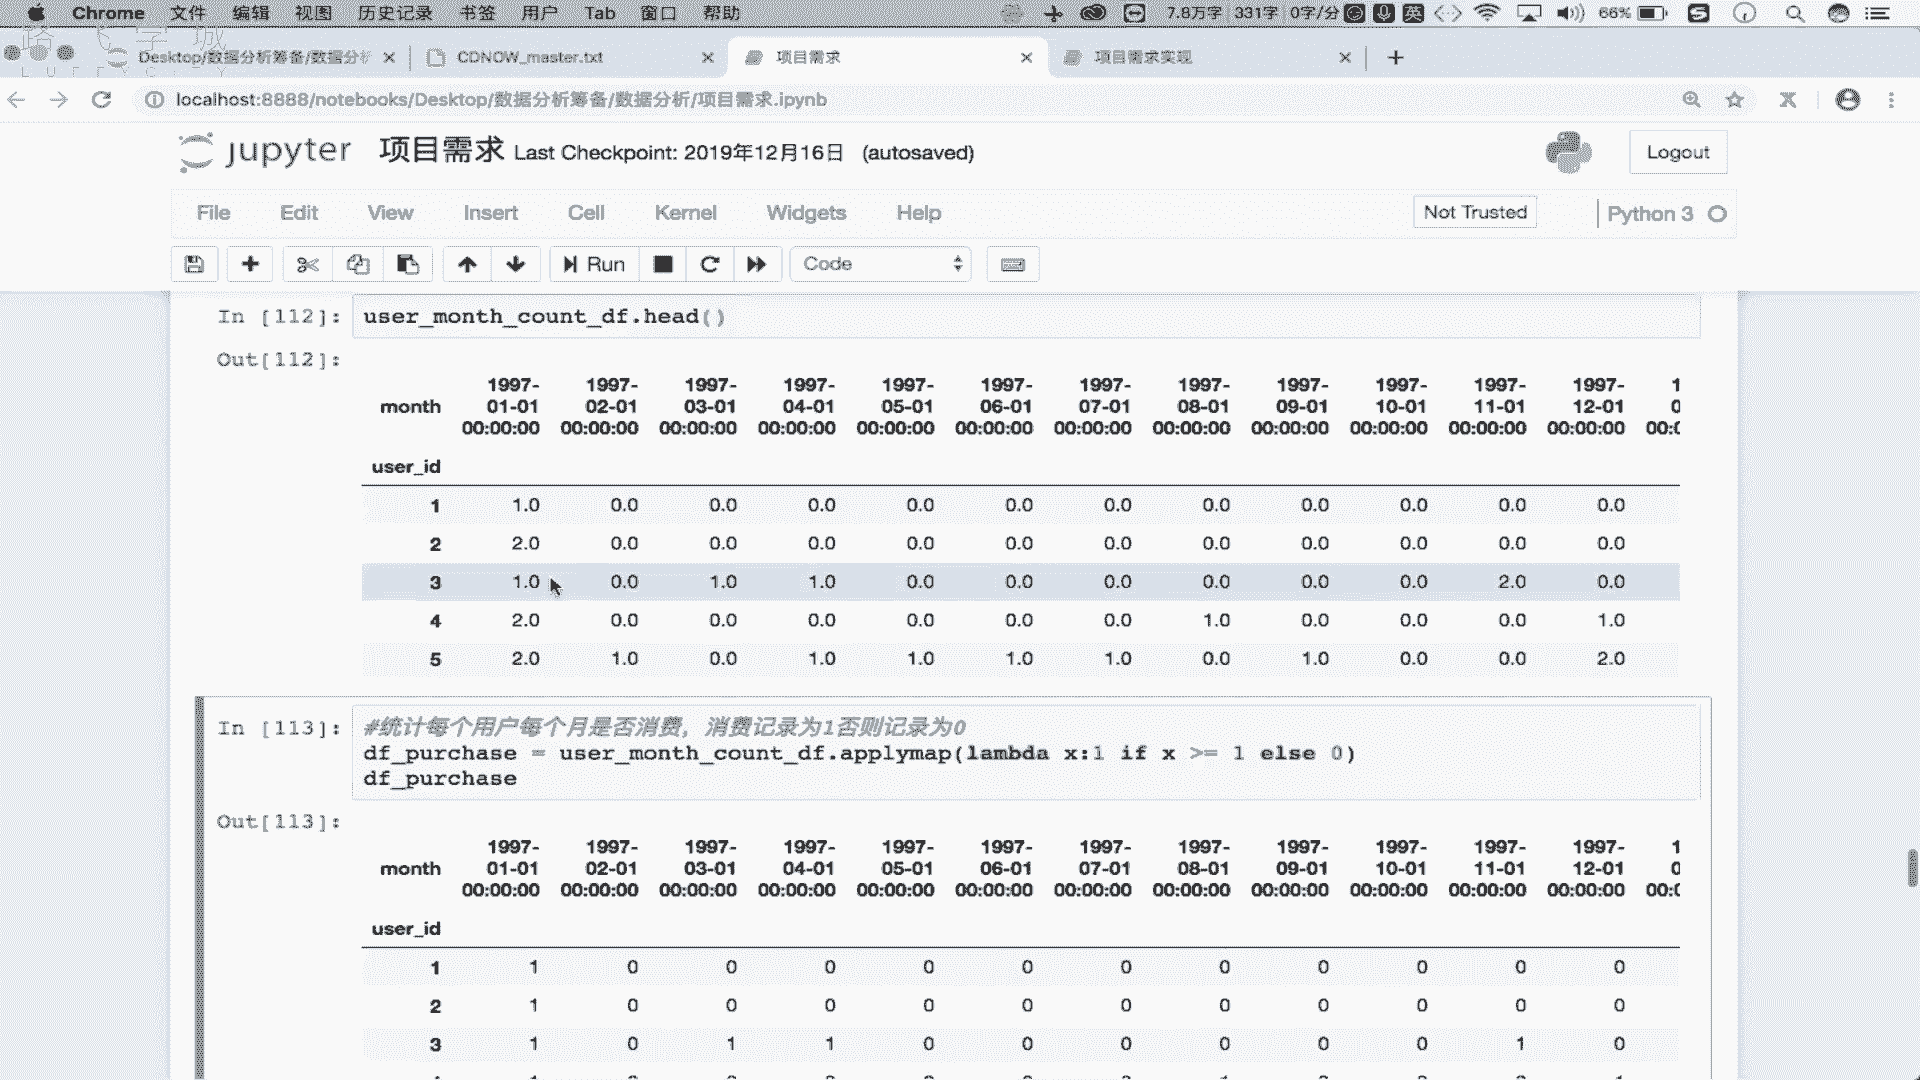 Chrome 文件 编辑 视图 历史记录 书签 用户 Tab 窗口 帮助 7.8万字 331字 0字/分 英 66%
Desktop/数据分析筹备/数据分析 CDNOW_master.txt 项目需求 项目需求实现
localhost:8888/notebooks/Desktop/数据分析筹备/数据分析/项目需求.ipynb
jupyter 项目需求 Last Checkpoint: 2019年12月16日 (autosaved) Logout
File Edit View Insert Cell Kernel Widgets Help Not Trusted Python 3
Run Code
In [112]: user_month_count_df.head()
Out[112]:
1997- 1997- 1997- 1997- 1997- 1997- 1997- 1997- 1997- 1997- 1997- 1997- 1
month 01-01 02-01 03-01 04-01 05-01 06-01 07-01 08-01 09-01 10-01 11-01 12-01 0
00:00:00 00:00:00 00:00:00 00:00:00 00:00:00 00:00:00 00:00:00 00:00:00 00:00:00 00:00:00 00:00:00 00:00:00 00:(
user_id
1 1.0 0.0 0.0 0.0 0.0 0.0 0.0 0.0 0.0 0.0 0.0 0.0
2 2.0 0.0 0.0 0.0 0.0 0.0 0.0 0.0 0.0 0.0 0.0 0.0
3 1.0 0.0 1.0 1.0 0.0 0.0 0.0 0.0 0.0 0.0 2.0 0.0
4 2.0 0.0 0.0 0.0 0.0 0.0 0.0 1.0 0.0 0.0 0.0 1.0
5 2.0 1.0 0.0 1.0 1.0 1.0 1.0 0.0 1.0 0.0 0.0 2.0
In [113]: #统计每个用户每个月是否消费，消费记录为1否则记录为0
df_purchase = user_month_count_df.applymap(lambda x:1 if x >= 1 else 0)
df_purchase
Out[113]:
1997- 1997- 1997- 1997- 1997- 1997- 1997- 1997- 1997- 1997- 1997- 1997- 1
month 01-01 02-01 03-01 04-01 05-01 06-01 07-01 08-01 09-01 10-01 11-01 12-01 0
00:00:00 00:00:00 00:00:00 00:00:00 00:00:00 00:00:00 00:00:00 00:00:00 00:00:00 00:00:00 00:00:00 00:00:00 00:(
user_id
1 1 0 0 0 0 0 0 0 0 0 0 0
2 1 0 0 0 0 0 0 0 0 0 0 0
3 1 0 1 1 0 0 0 0 0 0 1 0